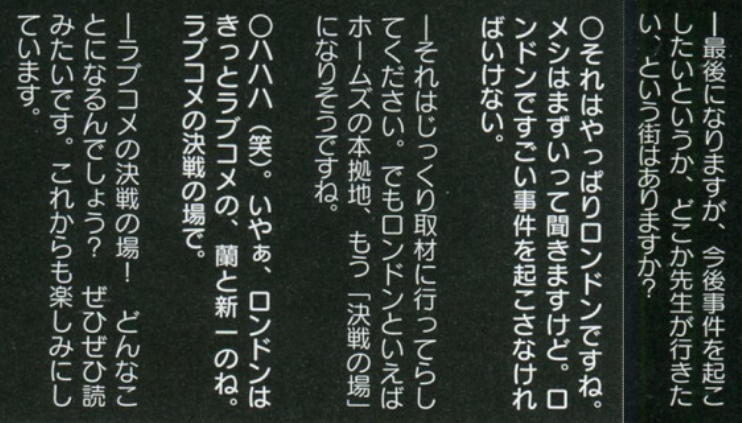 ―最後になりますが、今後事件を起こ
したいというか、どこか先生が行きた
い、という街はありますか?
〇それはやっぱりロンドンですね。
メシはまずいって聞きますけど。ロ
ンドンですごい事件を起こさなけれ
ばいけない。
―それはじっくり取材に行ってらし
てください。でもロンドンといえば
ホームズの本拠地、もう「決戦の場」
になりそうですね。
〇ハハハ(笑)。いやぁ、ロンドンは
きっとラブコメの、蘭と新一のね。
ラブコメの決戦の場で。
―ラブコメの決戦の場! どんなこ
とになるんでしょう? ぜひぜひ読
みたいです。これからも楽しみにし
ています。